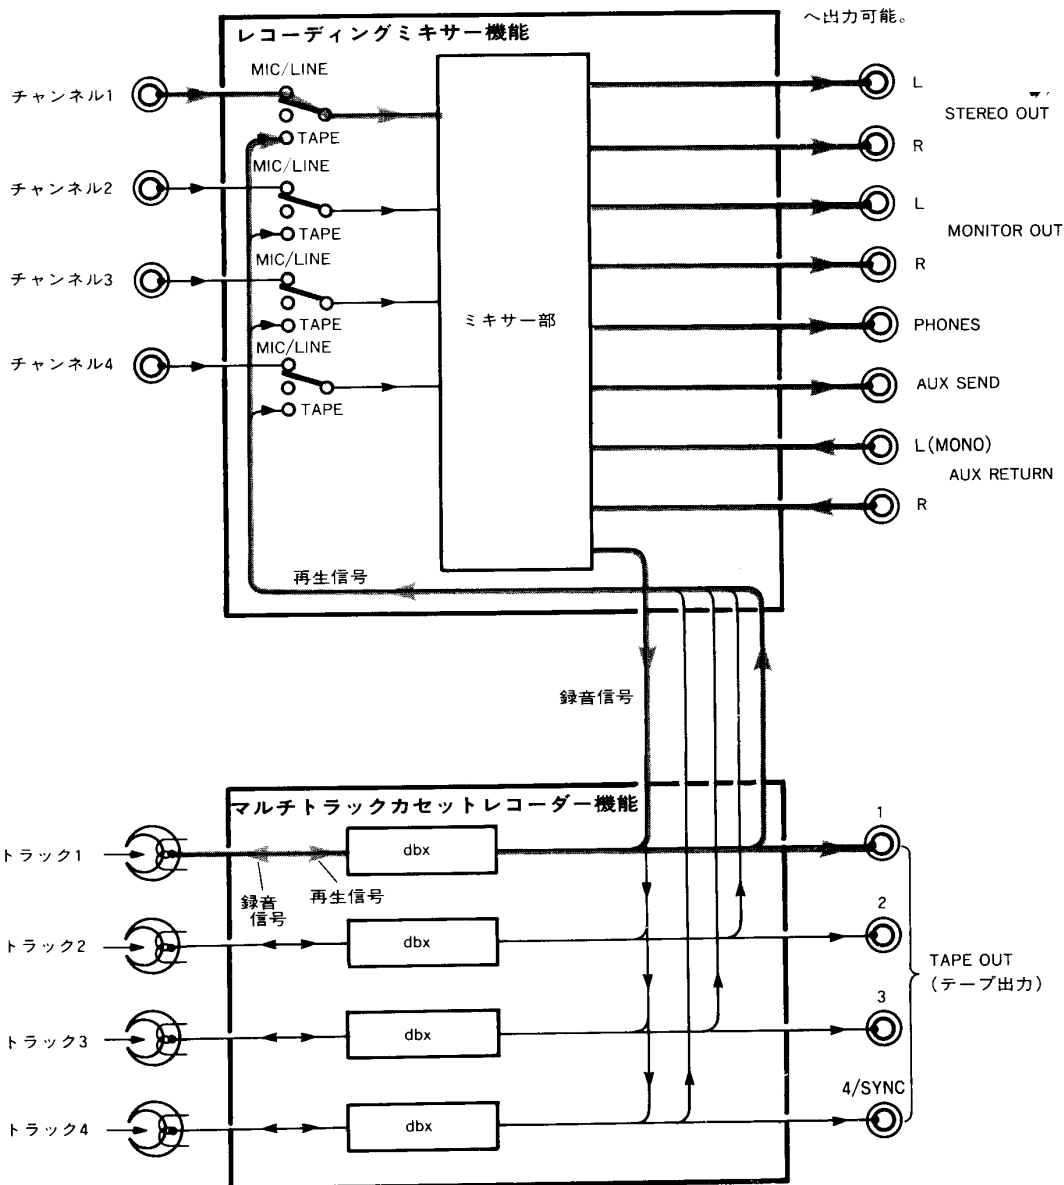 へ出力可能。
レコーディングミキサー機能
チャンネル1
MIC/LINE
TAPE
チャンネル2
MIC/LINE
TAPE
チャンネル3
MIC/LINE
TAPE
チャンネル4
MIC/LINE
TAPE
ミキサー部
L
STEREO OUT
R
L
MONITOR OUT
R
PHONES
AUX SEND
L(MONO)
AUX RETURN
R
再生信号
録音信号
マルチトラックカセットレコーダー機能
トラック1
dbx
録音
信号
再生信号
1
トラック2
dbx
2
トラック3
dbx
3
トラック4
dbx
4/SYNC
TAPE OUT
(テープ出力)